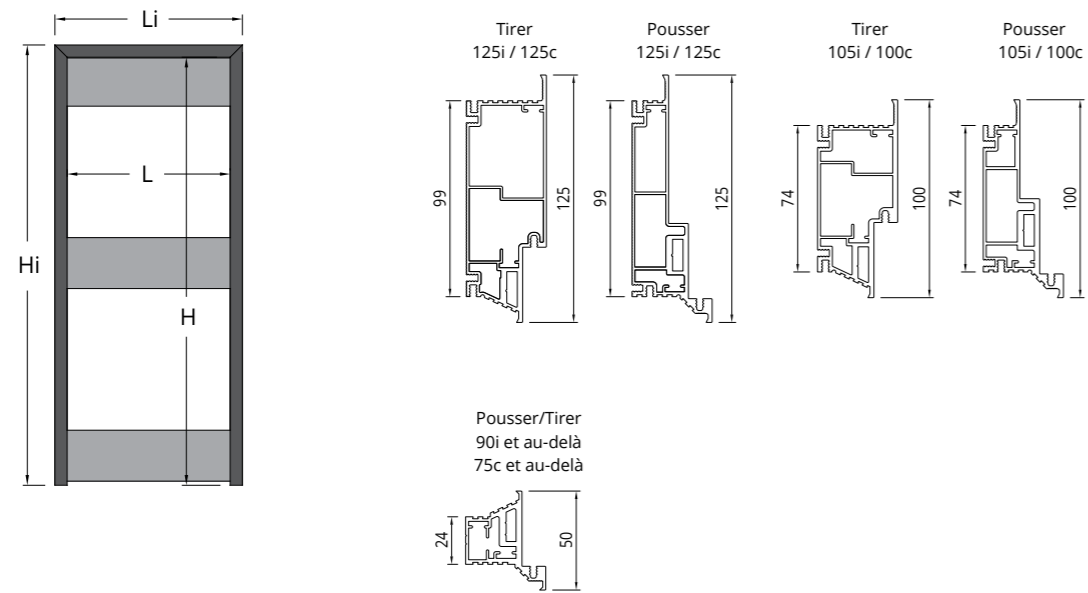 Li
L
Hi
H
Tirer
125i / 125c
99
125
Pousser
125i / 125c
99
125
Tirer
105i / 100c
74
100
Pousser
105i / 100c
74
100
Pousser/Tirer
90i et au-delà
75c et au-delà
24
50